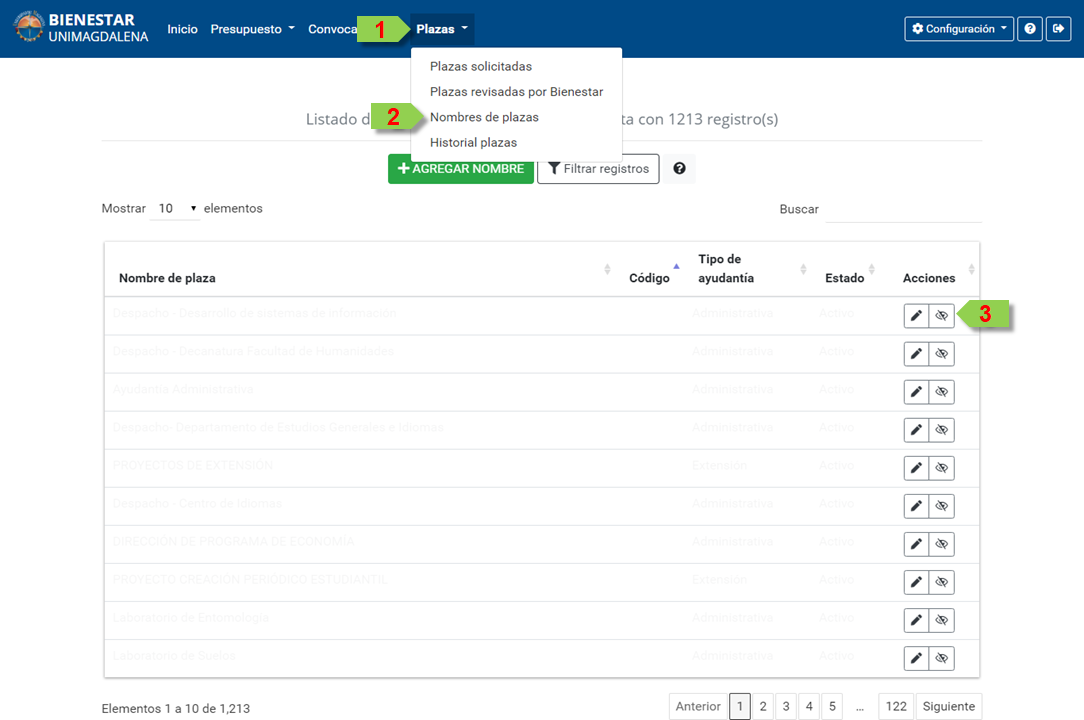 BIENESTAR
UNIMAGDALENA
Inicio Presupuesto Convoca 1 Plazas Configuración ?
Plazas solicitadas
Plazas revisadas por Bienestar
2 Nombres de plazas
Historial plazas
Listado d ta con 1213 registro(s)
+ AGREGAR NOMBRE Filtrar registros ?
Mostrar 10 elementos Buscar
Nombre de plaza Código Tipo de ayudantía Estado Acciones
Despacho - Desarrollo de sistemas de información Administrativa Activo 3
Despacho - Decanatura Facultad de Humanidades Administrativa Activo
Ayudantía Administrativa Administrativa Activo
Despacho- Departamento de Estudios Generales e Idiomas Administrativa Activo
PROYECTOS DE EXTENSIÓN Extensión Activo
Despacho - Centro de Idiomas Administrativa Activo
DIRECCIÓN DE PROGRAMA DE ECONOMÍA Administrativa Activo
PROYECTO CREACIÓN PERIÓDICO ESTUDIANTIL Extensión Activo
Laboratorio de Entomología Administrativa Activo
Laboratorio de Suelos Administrativa Activo
Elementos 1 a 10 de 1,213 Anterior 1 2 3 4 5 ... 122 Siguiente